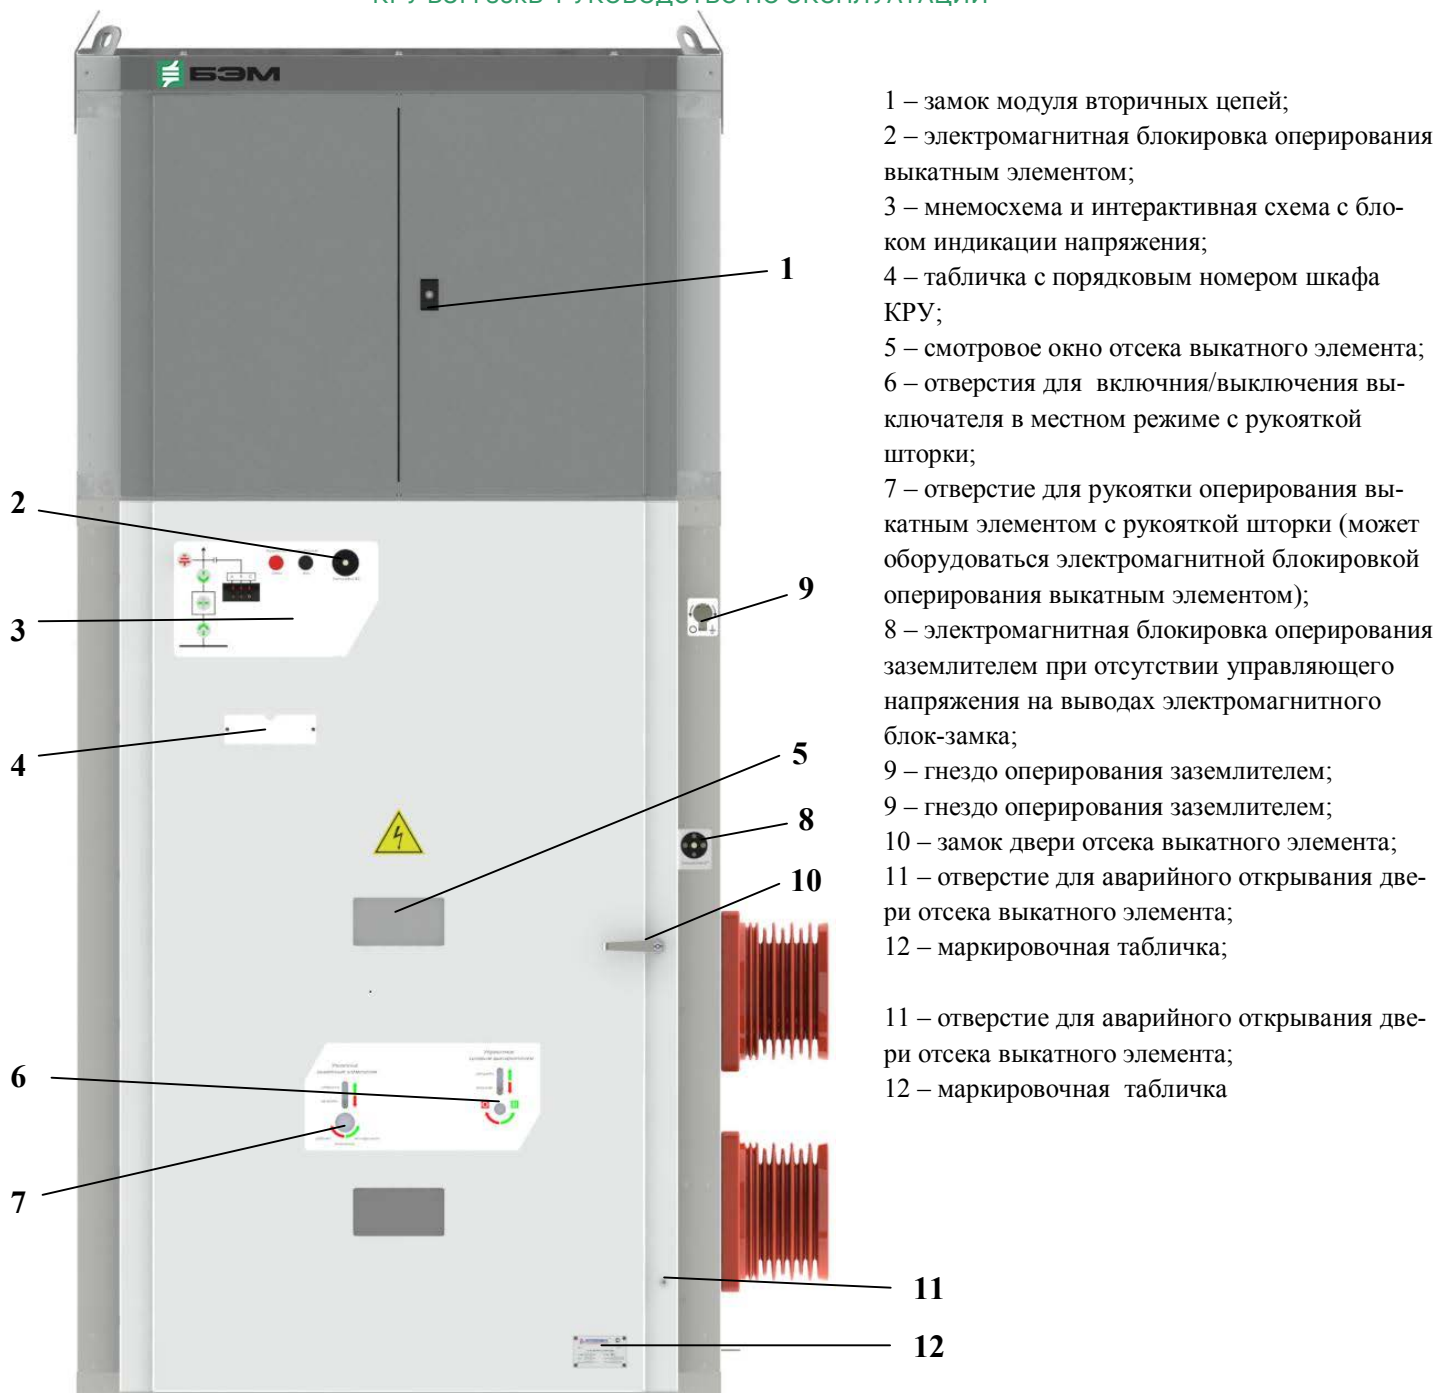 БЭМ
1
2
3
4
5
6
7
8
9
10
11
12
1 – замок модуля вторичных цепей;
2 – электромагнитная блокировка оперирования
выкатным элементом;
3 – мнемосхема и интерактивная схема с бло-
ком индикации напряжения;
4 – табличка с порядковым номером шкафа
КРУ;
5 – смотровое окно отсека выкатного элемента;
6 – отверстия для  включния/выключения вы-
ключателя в местном режиме с рукояткой
шторки;
7 – отверстие для рукоятки оперирования вы-
катным элементом с рукояткой шторки (может
оборудоваться электромагнитной блокировкой
оперирования выкатным элементом);
8 – электромагнитная блокировка оперирования
заземлителем при отсутствии управляющего
напряжения на выводах электромагнитного
блок-замка;
9 – гнездо оперирования заземлителем;
9 – гнездо оперирования заземлителем;
10 – замок двери отсека выкатного элемента;
11 – отверстие для аварийного открывания две-
ри отсека выкатного элемента;
12 – маркировочная табличка;
11 – отверстие для аварийного открывания две-
ри отсека выкатного элемента;
12 – маркировочная  табличка